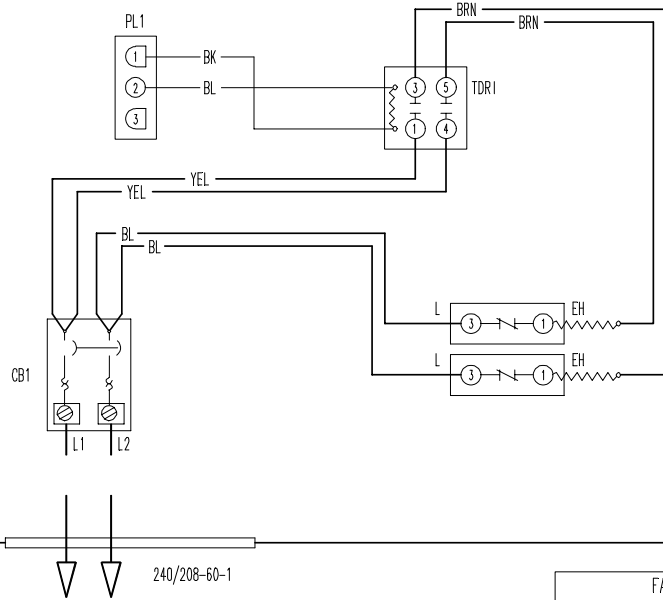 BRN
BRN
PL1
1
BK
2
BL
3
3
5
TDR1
1
4
YEL
YEL
BL
BL
L
3
1
EH
L
3
1
EH
CB1
L1
L2
240/208-60-1
FA